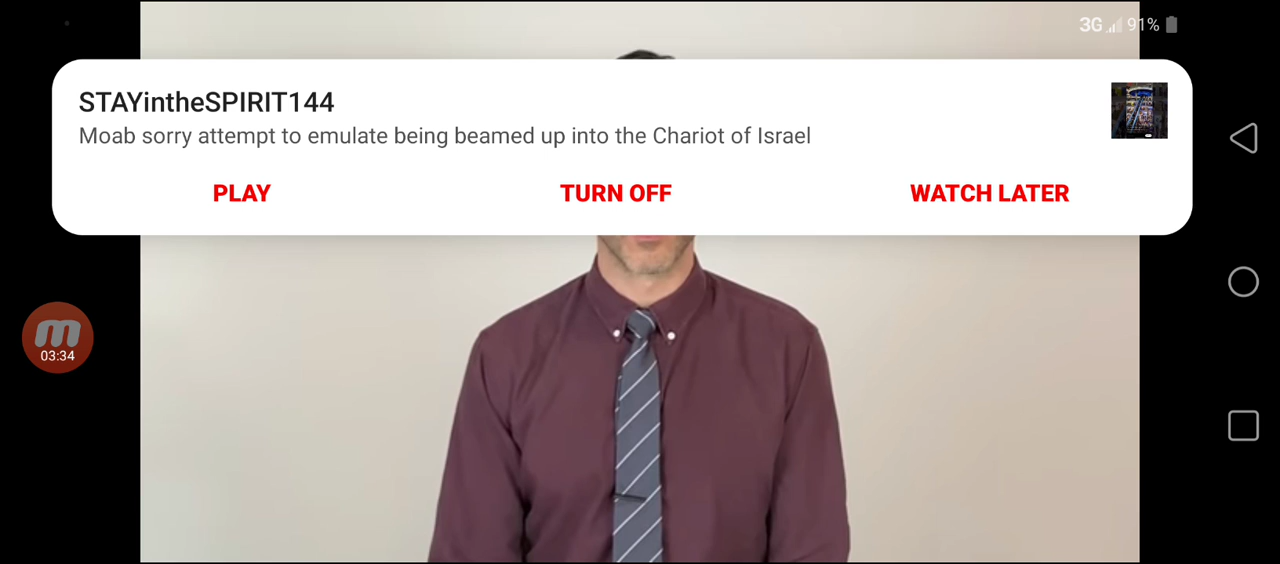 3G 91%
STAYintheSPIRIT144
Moab sorry attempt to emulate being beamed up into the Chariot of Israel
PLAY TURN OFF WATCH LATER
m
03:34